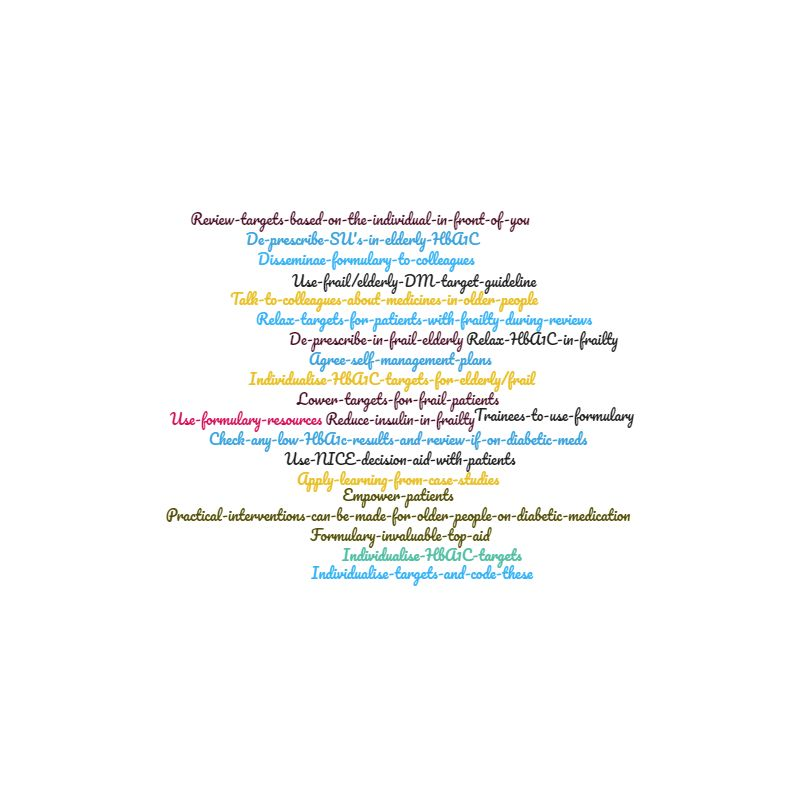 Review-targets-based-on-the-individual-in-front-of-you
De-prescribe-SU's-in-elderly-HbA1C
Disseminae-formulary-to-colleagues
Use-frail/elderly-DM-target-guideline
Talk-to-colleagues-about-medicines-in-older-people
Relax-targets-for-patients-with-frailty-during-reviews
De-prescribe-in-frail-elderly Relax-HbA1C-in-frailty
Agree-self-management-plans
Individualise-HbA1C-targets-for-elderly/frail
Lower-targets-for-frail-patients
Use-formulary-resources Reduce-insulin-in-frailty Trainees-to-use-formulary
Check-any-low-HbA1c-results-and-review-if-on-diabetic-meds
Use-NICE-decision-aid-with-patients
Apply-learning-from-case-studies
Empower-patients
Practical-interventions-can-be-made-for-older-people-on-diabetic-medication
Formulary-invaluable-top-aid
Individualise-HbA1C-targets
Individualise-targets-and-code-these